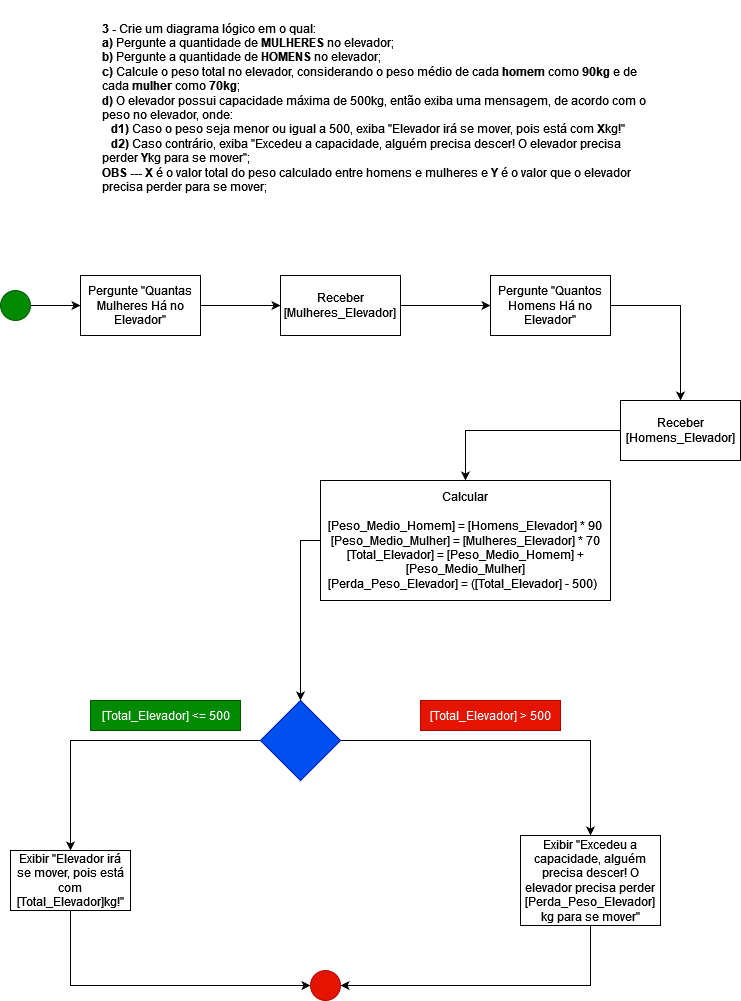 3 - Crie um diagrama lógico em o qual:
a) Pergunte a quantidade de MULHERES no elevador;
b) Pergunte a quantidade de HOMENS no elevador;
c) Calcule o peso total no elevador, considerando o peso médio de cada homem como 90kg e de
cada mulher como 70kg;
d) O elevador possui capacidade máxima de 500kg, então exiba uma mensagem, de acordo com o
peso no elevador, onde:
d1) Caso o peso seja menor ou igual a 500, exiba "Elevador irá se mover, pois está com Xkg!"
d2) Caso contrário, exiba "Excedeu a capacidade, alguém precisa descer! O elevador precisa
perder Ykg para se mover";
OBS --- X é o valor total do peso calculado entre homens e mulheres e Y é o valor que o elevador
precisa perder para se mover;
Pergunte "Quantas
Mulheres Há no
Elevador"
Receber
[Mulheres_Elevador]
Pergunte "Quantos
Homens Há no
Elevador"
Receber
[Homens_Elevador]
Calcular
[Peso_Medio_Homem] = [Homens_Elevador] * 90
[Peso_Medio_Mulher] = [Mulheres_Elevador] * 70
[Total_Elevador] = [Peso_Medio_Homem] +
[Peso_Medio_Mulher]
[Perda_Peso_Elevador] = ([Total_Elevador] - 500)
[Total_Elevador] <= 500
[Total_Elevador] > 500
Exibir "Elevador irá
se mover, pois está
com
[Total_Elevador]kg!"
Exibir "Excedeu a
capacidade, alguém
precisa descer! O
elevador precisa perder
[Perda_Peso_Elevador]
kg para se mover"